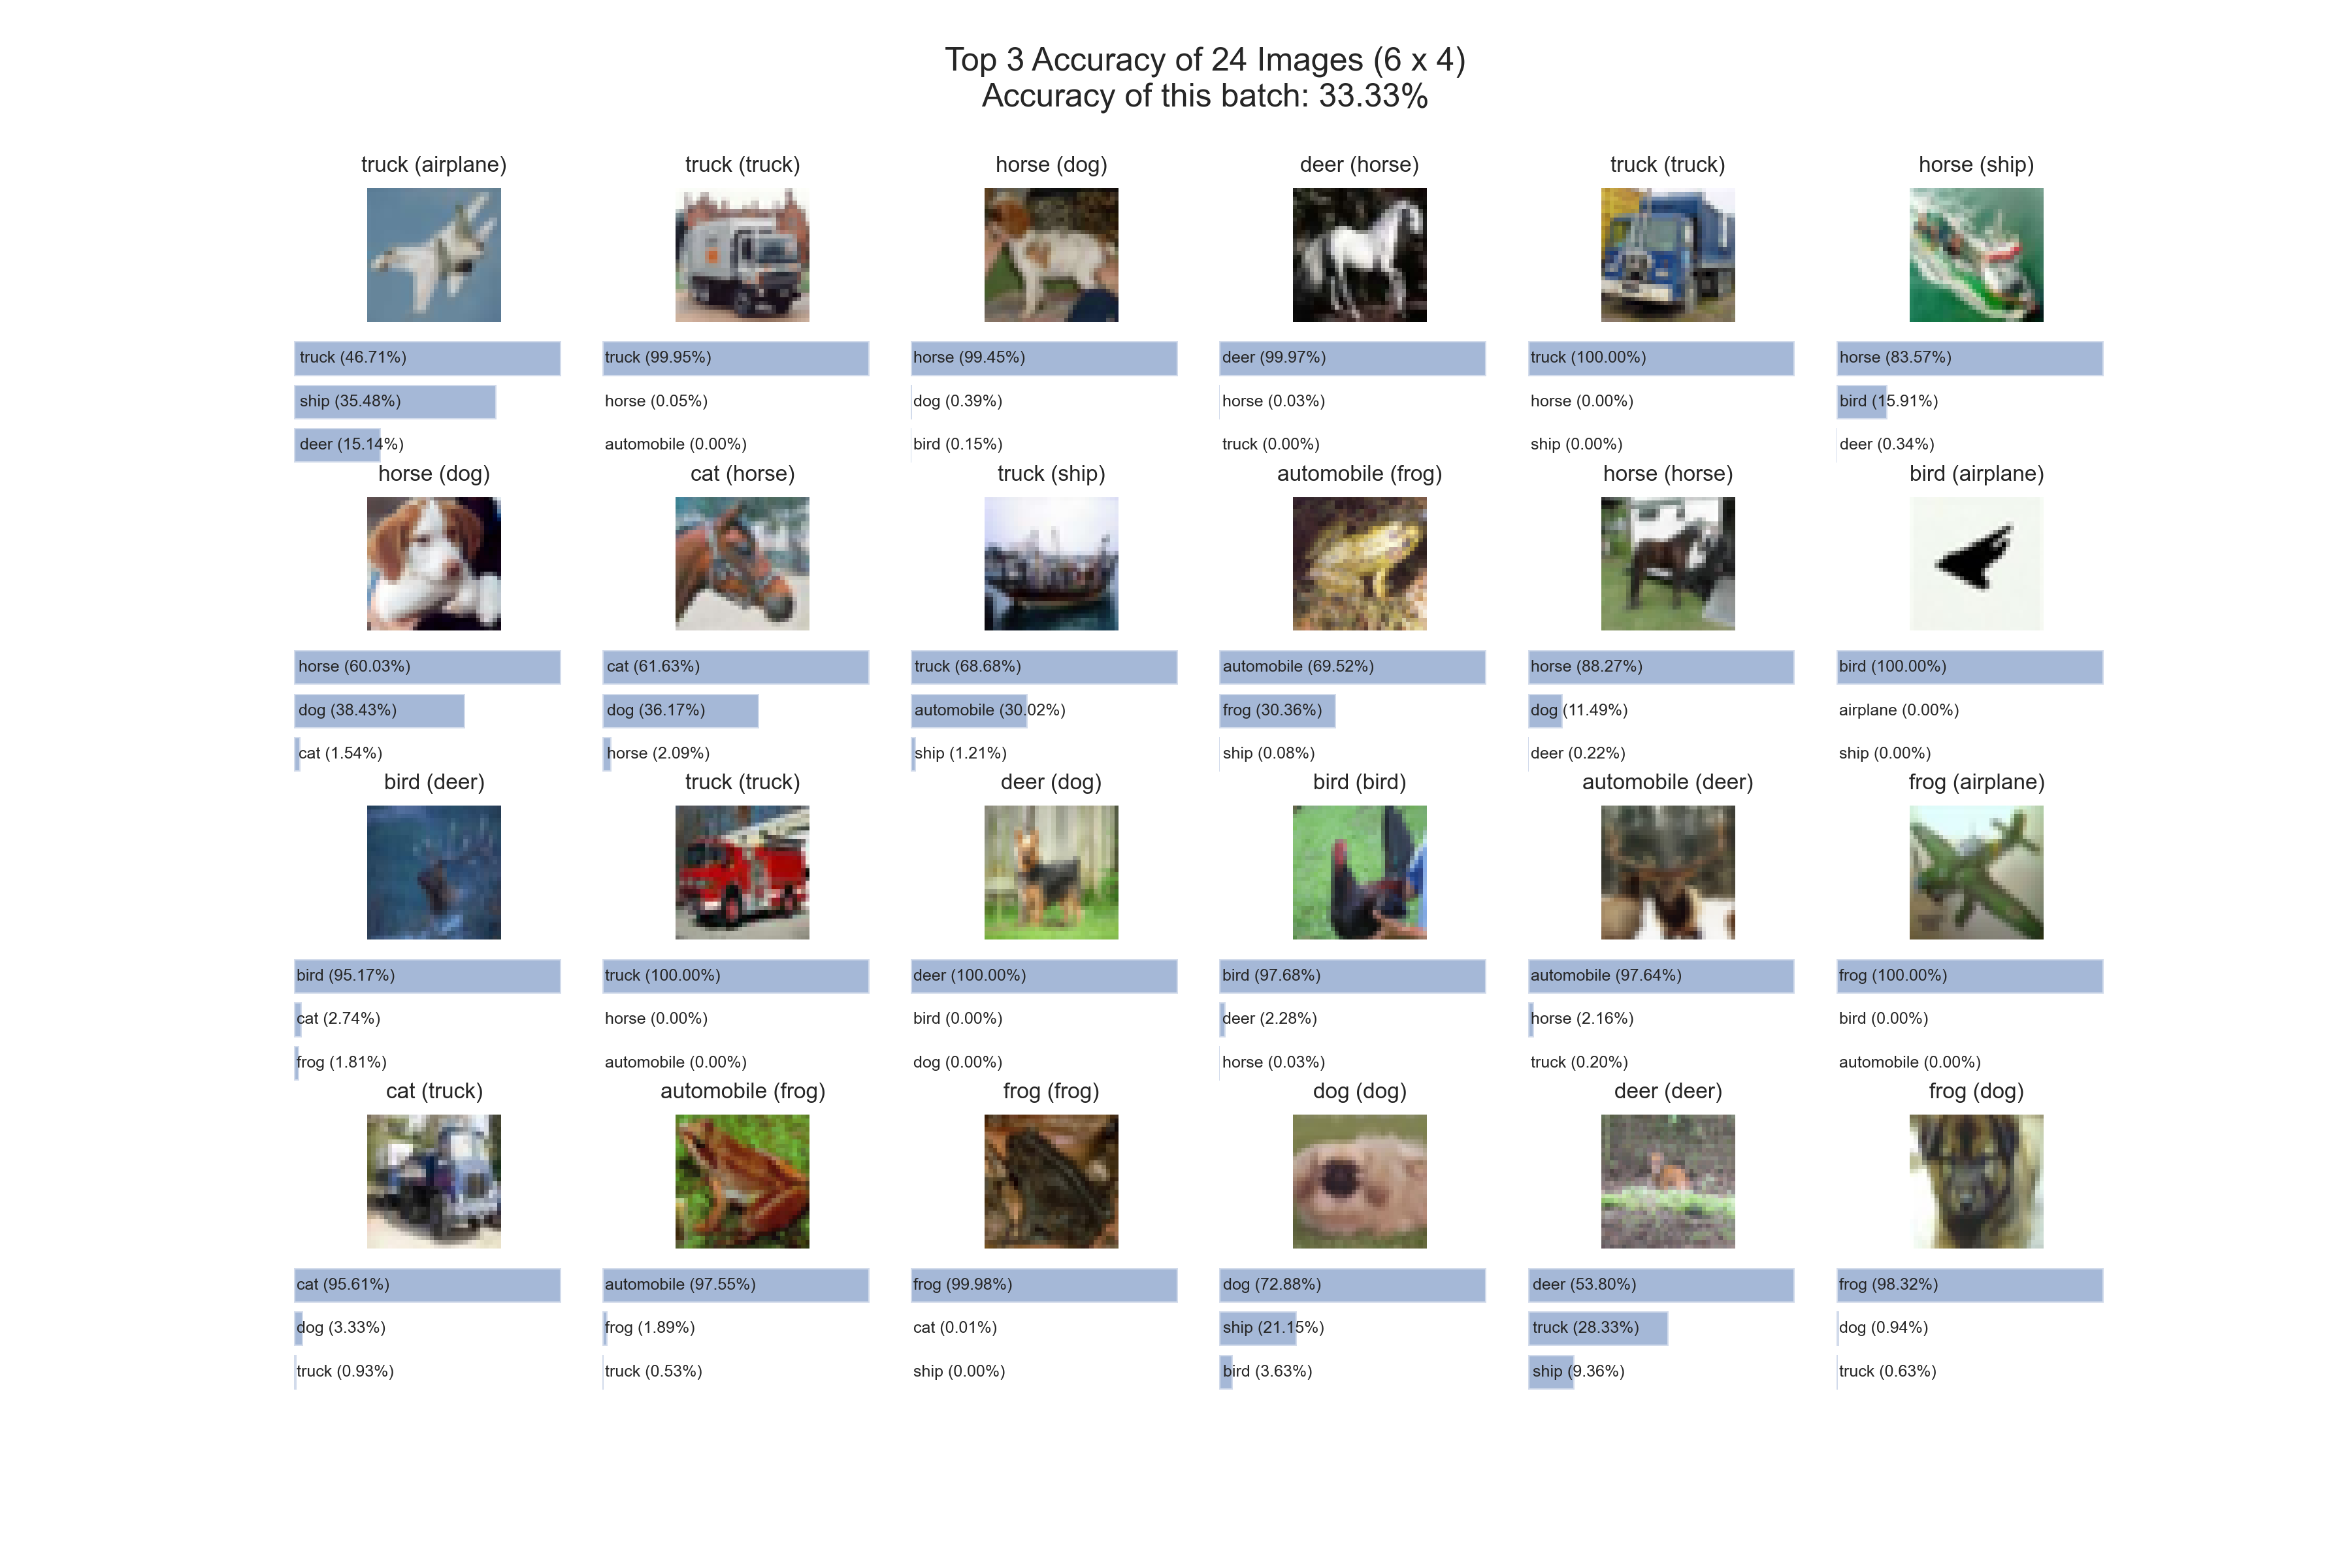 Top 3 Accuracy of 24 Images (6 x 4)
Accuracy of this batch: 33.33%
truck (airplane)
truck (46.71%)
ship (35.48%)
deer (15.14%)
truck (truck)
truck (99.95%)
horse (0.05%)
automobile (0.00%)
horse (dog)
horse (99.45%)
dog (0.39%)
bird (0.15%)
deer (horse)
deer (99.97%)
horse (0.03%)
truck (0.00%)
truck (truck)
truck (100.00%)
horse (0.00%)
ship (0.00%)
horse (ship)
horse (83.57%)
bird (15.91%)
deer (0.34%)
horse (dog)
horse (60.03%)
dog (38.43%)
cat (1.54%)
cat (horse)
cat (61.63%)
dog (36.17%)
horse (2.09%)
truck (ship)
truck (68.68%)
automobile (30.02%)
ship (1.21%)
automobile (frog)
automobile (69.52%)
frog (30.36%)
ship (0.08%)
horse (horse)
horse (88.27%)
dog (11.49%)
deer (0.22%)
bird (airplane)
bird (100.00%)
airplane (0.00%)
ship (0.00%)
bird (deer)
bird (95.17%)
cat (2.74%)
frog (1.81%)
truck (truck)
truck (100.00%)
horse (0.00%)
automobile (0.00%)
deer (dog)
deer (100.00%)
bird (0.00%)
dog (0.00%)
bird (bird)
bird (97.68%)
deer (2.28%)
horse (0.03%)
automobile (deer)
automobile (97.64%)
horse (2.16%)
truck (0.20%)
frog (airplane)
frog (100.00%)
bird (0.00%)
automobile (0.00%)
cat (truck)
cat (95.61%)
dog (3.33%)
truck (0.93%)
automobile (frog)
automobile (97.55%)
frog (1.89%)
truck (0.53%)
frog (frog)
frog (99.98%)
cat (0.01%)
ship (0.00%)
dog (dog)
dog (72.88%)
ship (21.15%)
bird (3.63%)
deer (deer)
deer (53.80%)
truck (28.33%)
ship (9.36%)
frog (dog)
frog (98.32%)
dog (0.94%)
truck (0.63%)